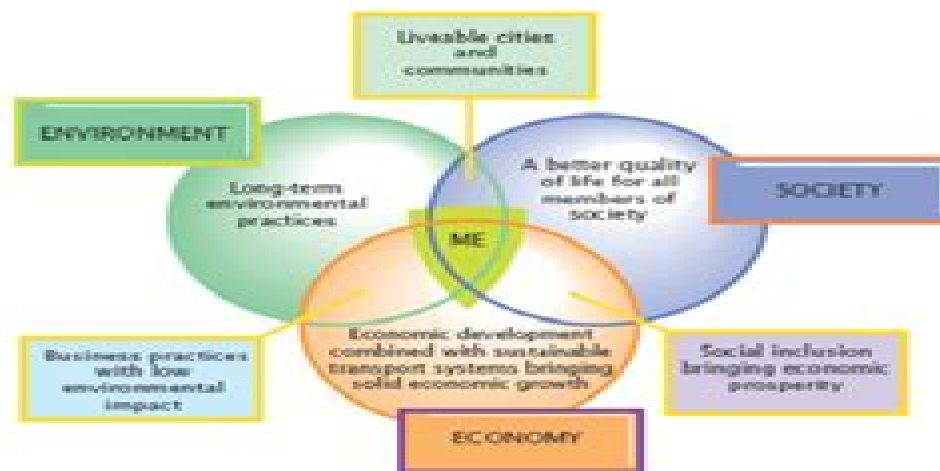 Liveable cities
and
communities
ENVIRONMENT
Long-term
environmental
practices
A better quality
of life for all
members of
society
SOCIETY
ME
Business practices
with low
environmental
impact
Economic development
combined with sustainable
transport systems bringing
solid economic growth
Social inclusion
bringing economic
prosperity
ECONOMY